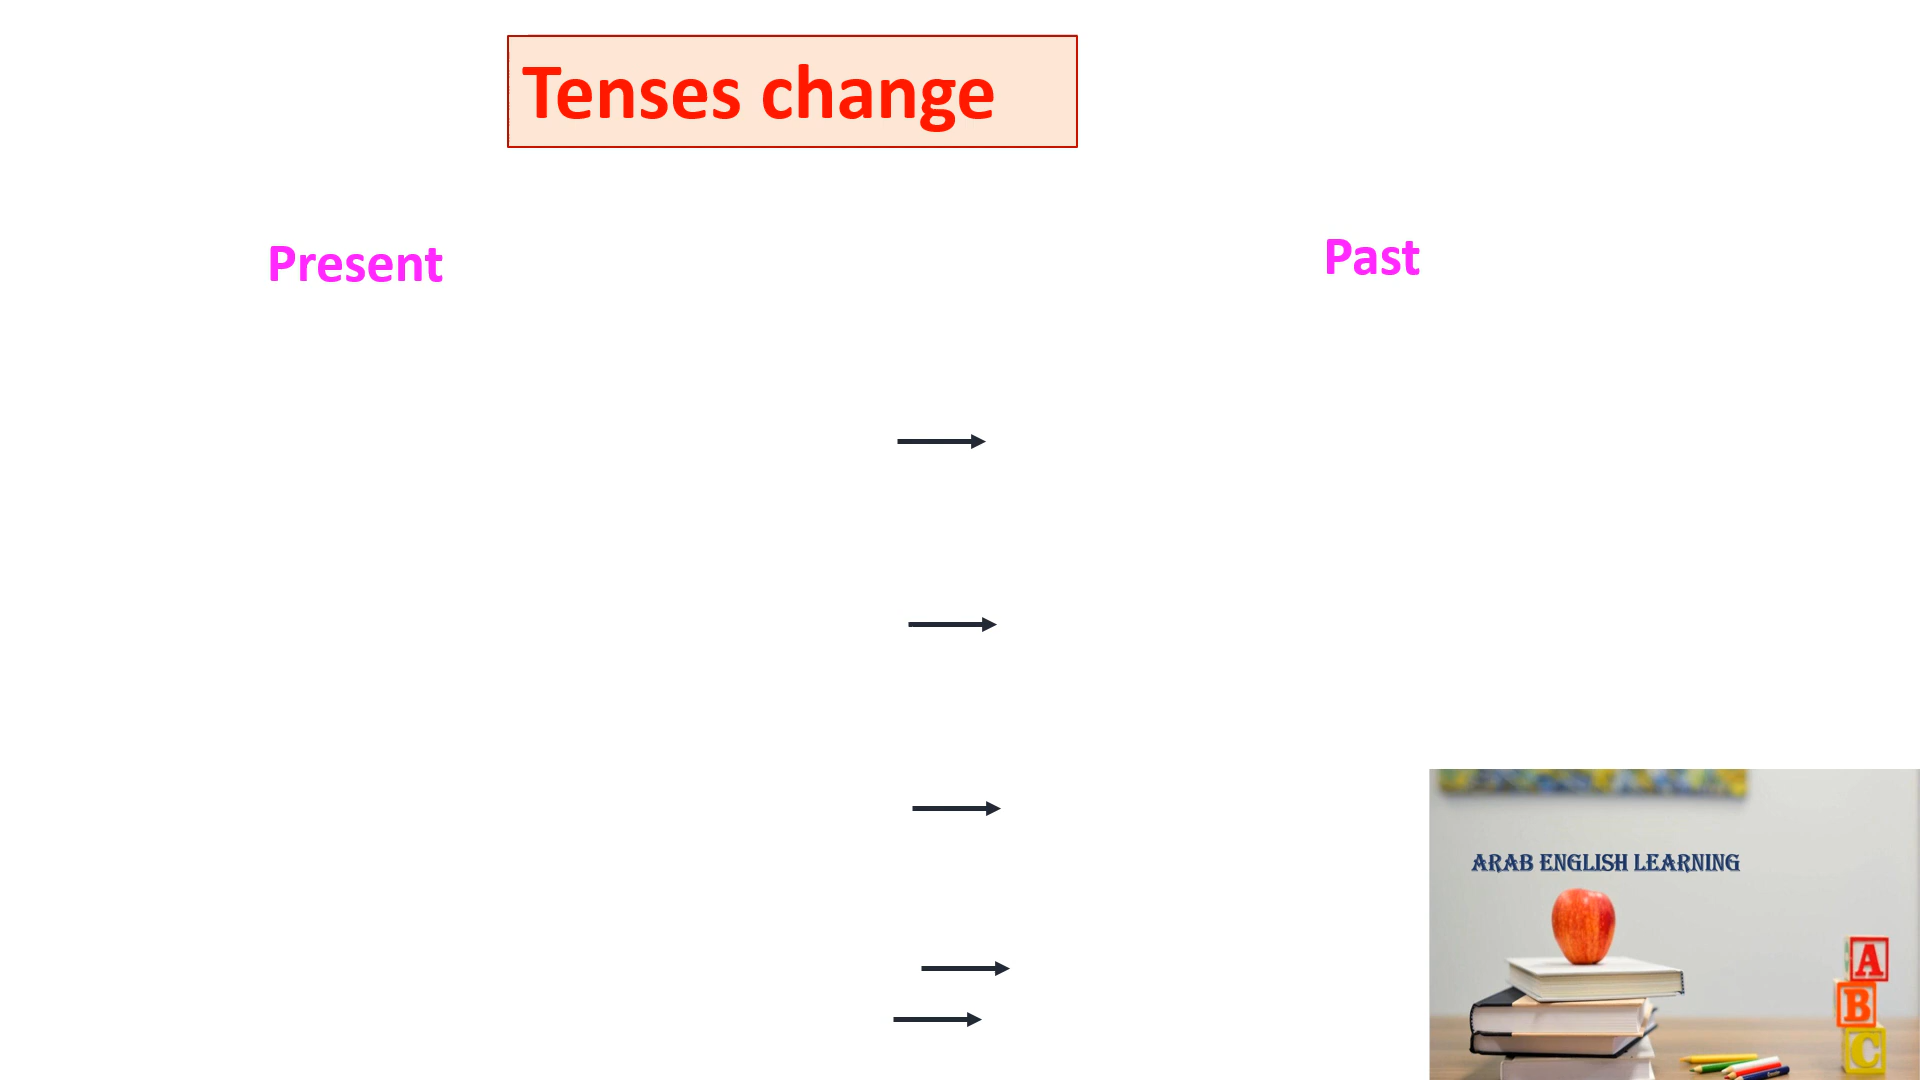 Tenses change
Present
Past
ARAB ENGLISH LEARNING
A
B
C